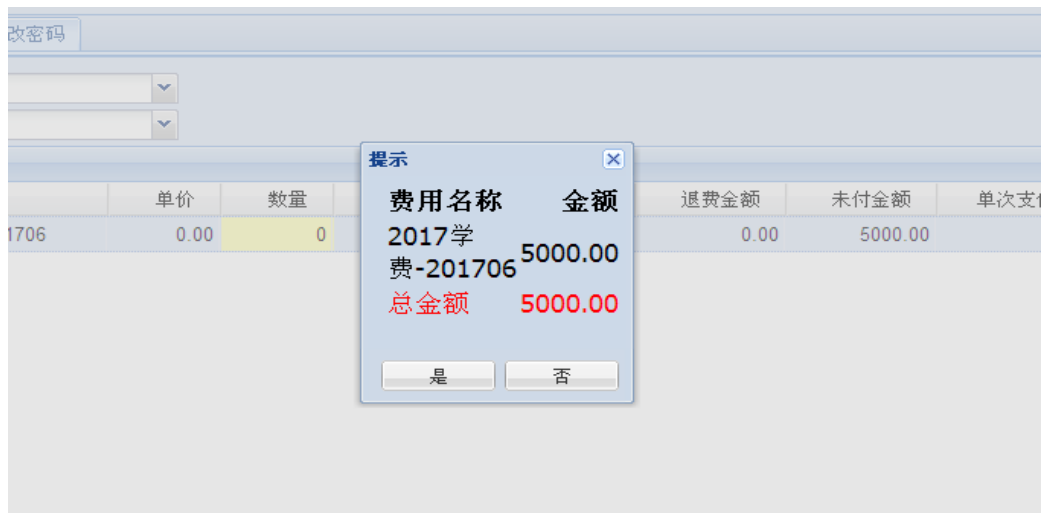 改密码
提示
单价 数量 退费金额 未付金额 单次支
1706 0.00 0 0.00 5000.00
费用名称 金额
2017学
费-201706 5000.00
总金额 5000.00
是 否